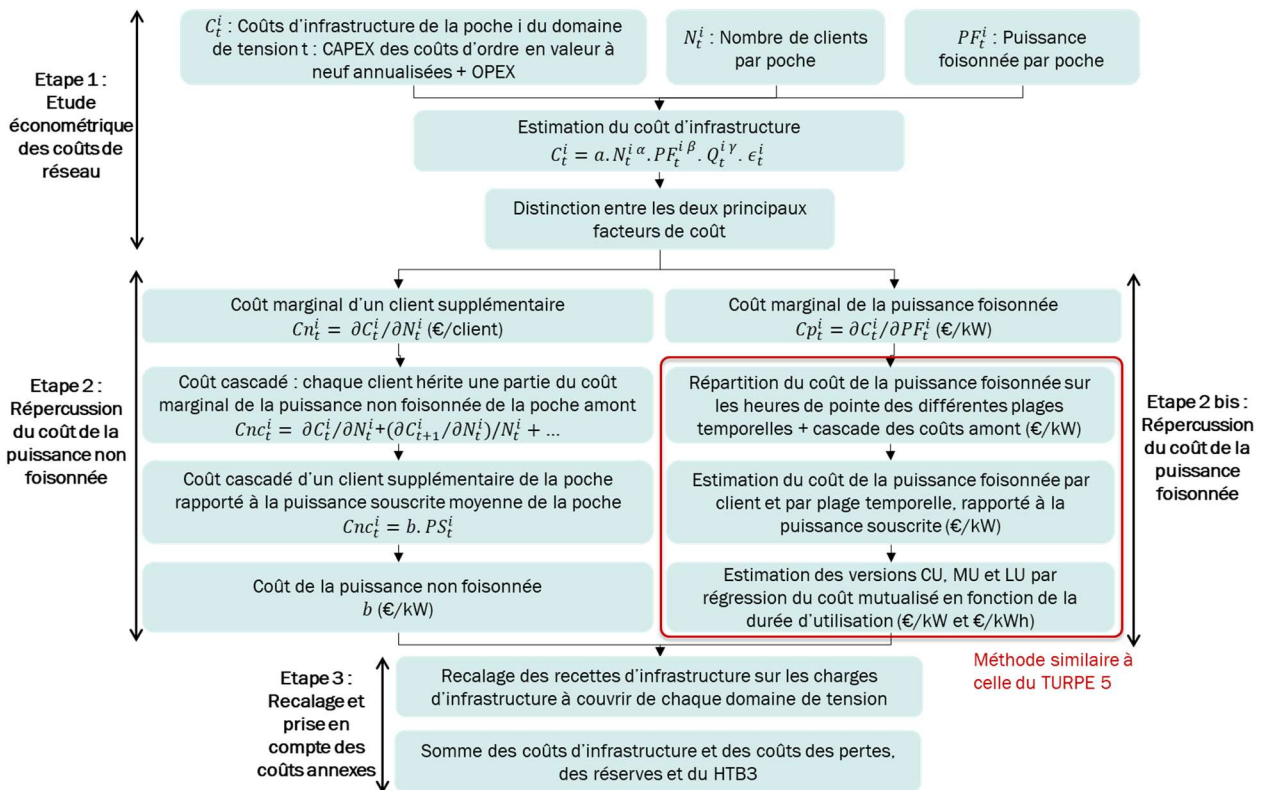 Etape 1 :
Etude
économétrique
des coûts de
réseau
C_t^i : Coûts d'infrastructure de la poche i du domaine
de tension t : CAPEX des coûts d'ordre en valeur à
neuf annualisées + OPEX
N_t^i : Nombre de clients
par poche
PF_t^i : Puissance
foisonnée par poche
Estimation du coût d'infrastructure
C_t^i = a. N_t^{i α}. PF_t^{i β}. Q_t^{i γ}. ϵ_t^i
Distinction entre les deux principaux
facteurs de coût
Etape 2 :
Répercussion
du coût de la
puissance non
foisonnée
Coût marginal d'un client supplémentaire
Cn_t^i = ∂C_t^i/∂N_t^i (€/client)
Coût cascadé : chaque client hérite une partie du coût
marginal de la puissance non foisonnée de la poche amont
Cnc_t^i = ∂C_t^i/∂N_t^i+(∂C_{t+1}^i/∂N_t^i)/N_t^i + ...
Coût cascadé d'un client supplémentaire de la poche
rapporté à la puissance souscrite moyenne de la poche
Cnc_t^i = b. PS_t^i
Coût de la puissance non foisonnée
b (€/kW)
Coût marginal de la puissance foisonnée
Cp_t^i = ∂C_t^i/∂PF_t^i (€/kW)
Répartition du coût de la puissance foisonnée sur
les heures de pointe des différentes plages
temporelles + cascade des coûts amont (€/kW)
Estimation du coût de la puissance foisonnée par
client et par plage temporelle, rapporté à la
puissance souscrite (€/kW)
Estimation des versions CU, MU et LU par
régression du coût mutualisé en fonction de la
durée d'utilisation (€/kW et €/kWh)
Etape 2 bis :
Répercussion
du coût de la
puissance
foisonnée
Méthode similaire à
celle du TURPE 5
Etape 3 :
Recalage et
prise en
compte des
coûts annexes
Recalage des recettes d'infrastructure sur les charges
d'infrastructure à couvrir de chaque domaine de tension
Somme des coûts d'infrastructure et des coûts des pertes,
des réserves et du HTB3